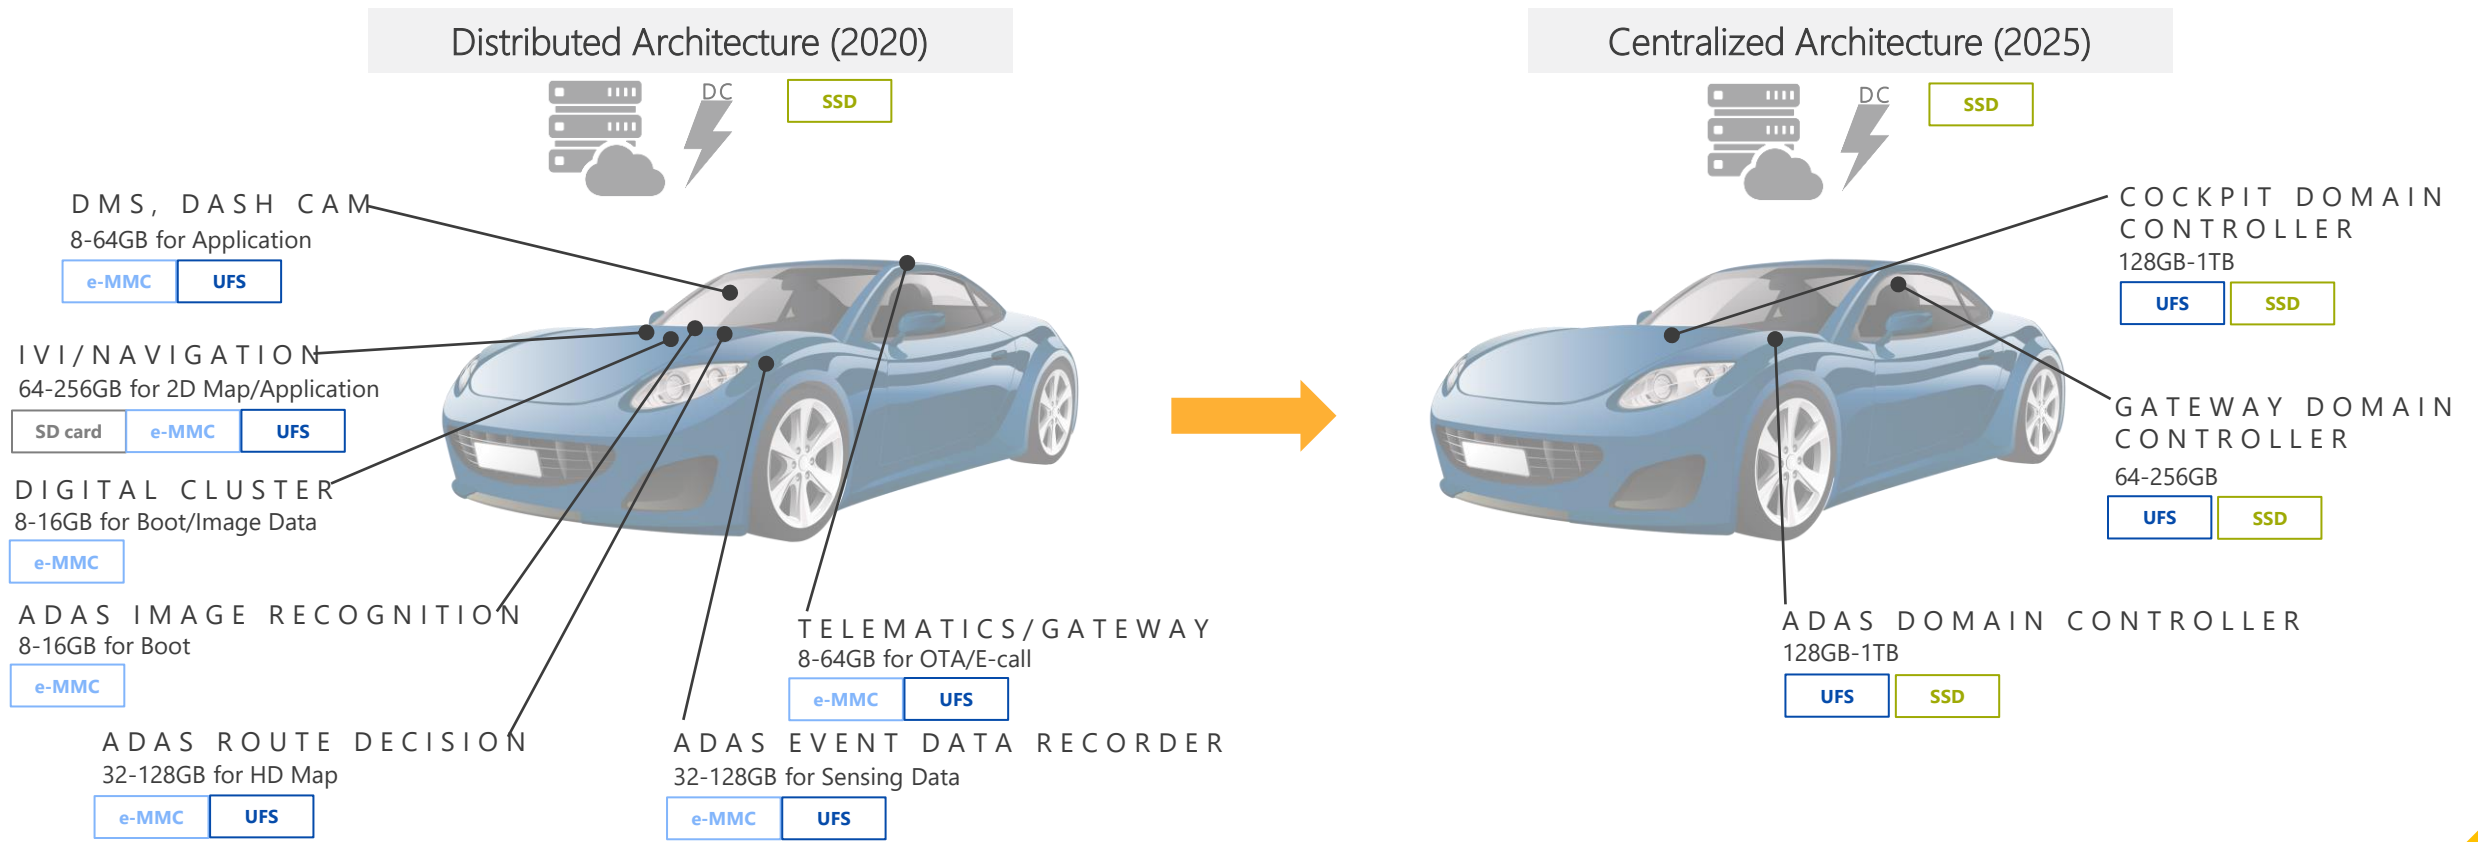 Distributed Architecture (2020)
DC
SSD
DMS, DASH CAM
8-64GB for Application
e-MMC
UFS
IVI/NAVIGATION
64-256GB for 2D Map/Application
SD card
e-MMC
UFS
DIGITAL CLUSTER
8-16GB for Boot/Image Data
e-MMC
ADAS IMAGE RECOGNITION
8-16GB for Boot
e-MMC
ADAS ROUTE DECISION
32-128GB for HD Map
e-MMC
UFS
TELEMATICS/GATEWAY
8-64GB for OTA/E-call
e-MMC
UFS
ADAS EVENT DATA RECORDER
32-128GB for Sensing Data
e-MMC
UFS
Centralized Architecture (2025)
DC
SSD
COCKPIT DOMAIN
CONTROLLER
128GB-1TB
UFS
SSD
GATEWAY DOMAIN
CONTROLLER
64-256GB
UFS
SSD
ADAS DOMAIN CONTROLLER
128GB-1TB
UFS
SSD